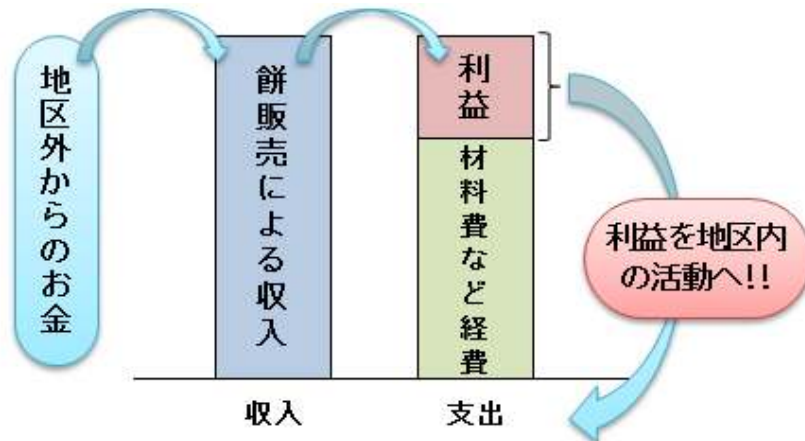 地区外からのお金
餅販売による収入
利益
材料費など経費
利益を地区内
の活動へ!!
収入
支出